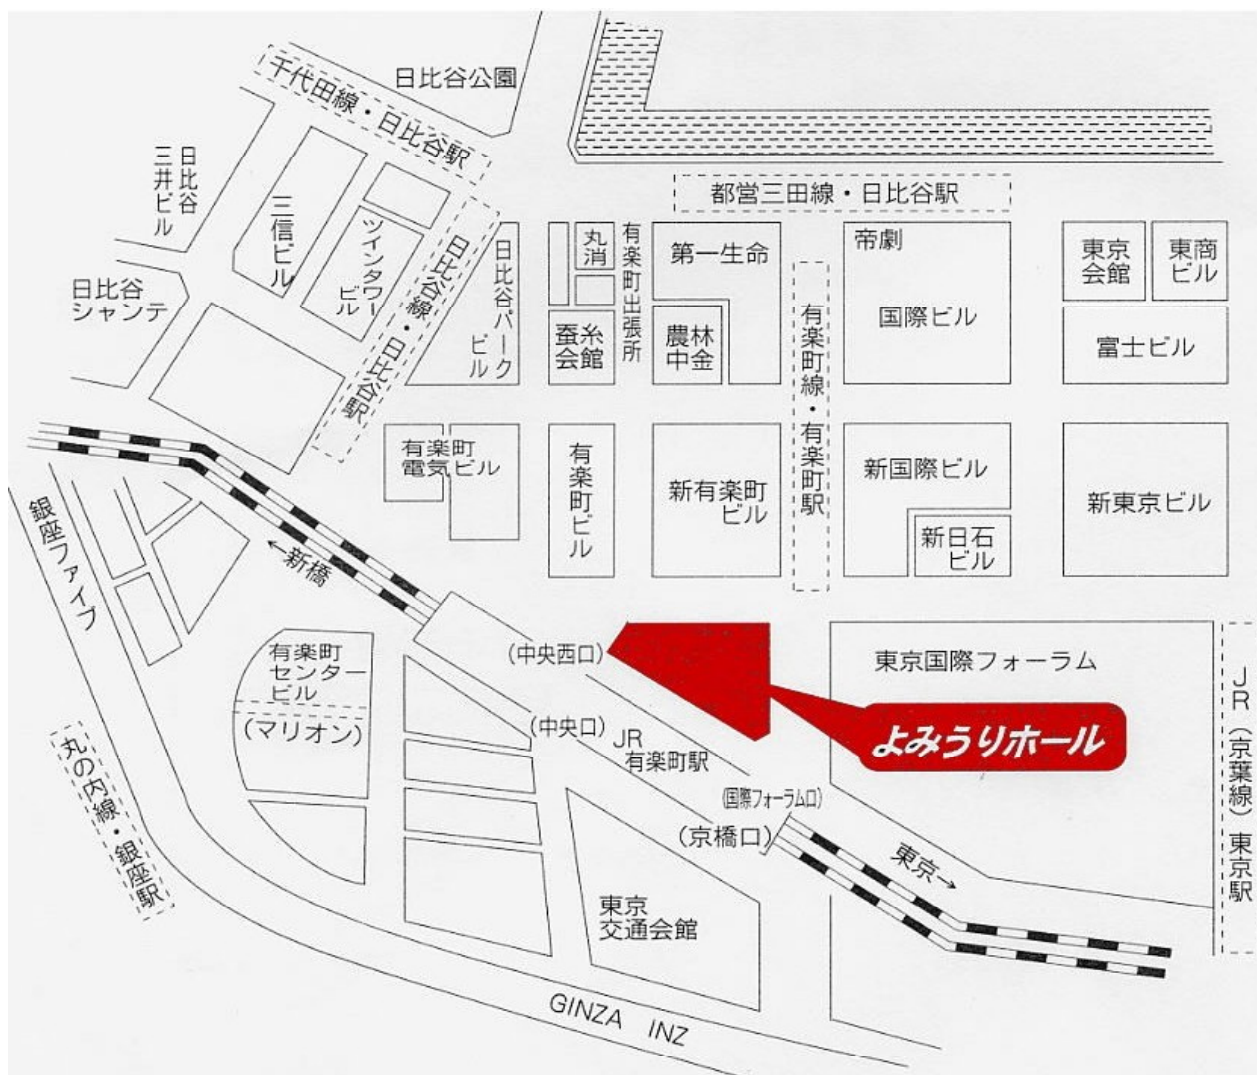 日比谷公園
千代田線・日比谷駅
日比谷
三井ビル
三信ビル
ツインタワー
ビル
日比谷線・日比谷駅
日比谷
シャンテ
日比谷パーク
ビル
丸
消
有楽町出張所
蚕糸
会館
第一生命
農林
中金
都営三田線・日比谷駅
有楽町線・有楽町駅
帝劇
国際ビル
東京
会館
東商
ビル
富士ビル
有楽町
電気ビル
有楽町ビル
新有楽町
ビル
新国際ビル
新日石
ビル
新東京ビル
銀座ファイブ
←新橋
有楽町
センター
ビル
(マリオン)
丸の内線・銀座駅
(中央西口)
(中央口)
JR
有楽町駅
(国際フォーラム口)
(京橋口)
よみうりホール
東京国際フォーラム
JR(京葉線)東京駅
東京→
東京
交通会館
GINZA INZ